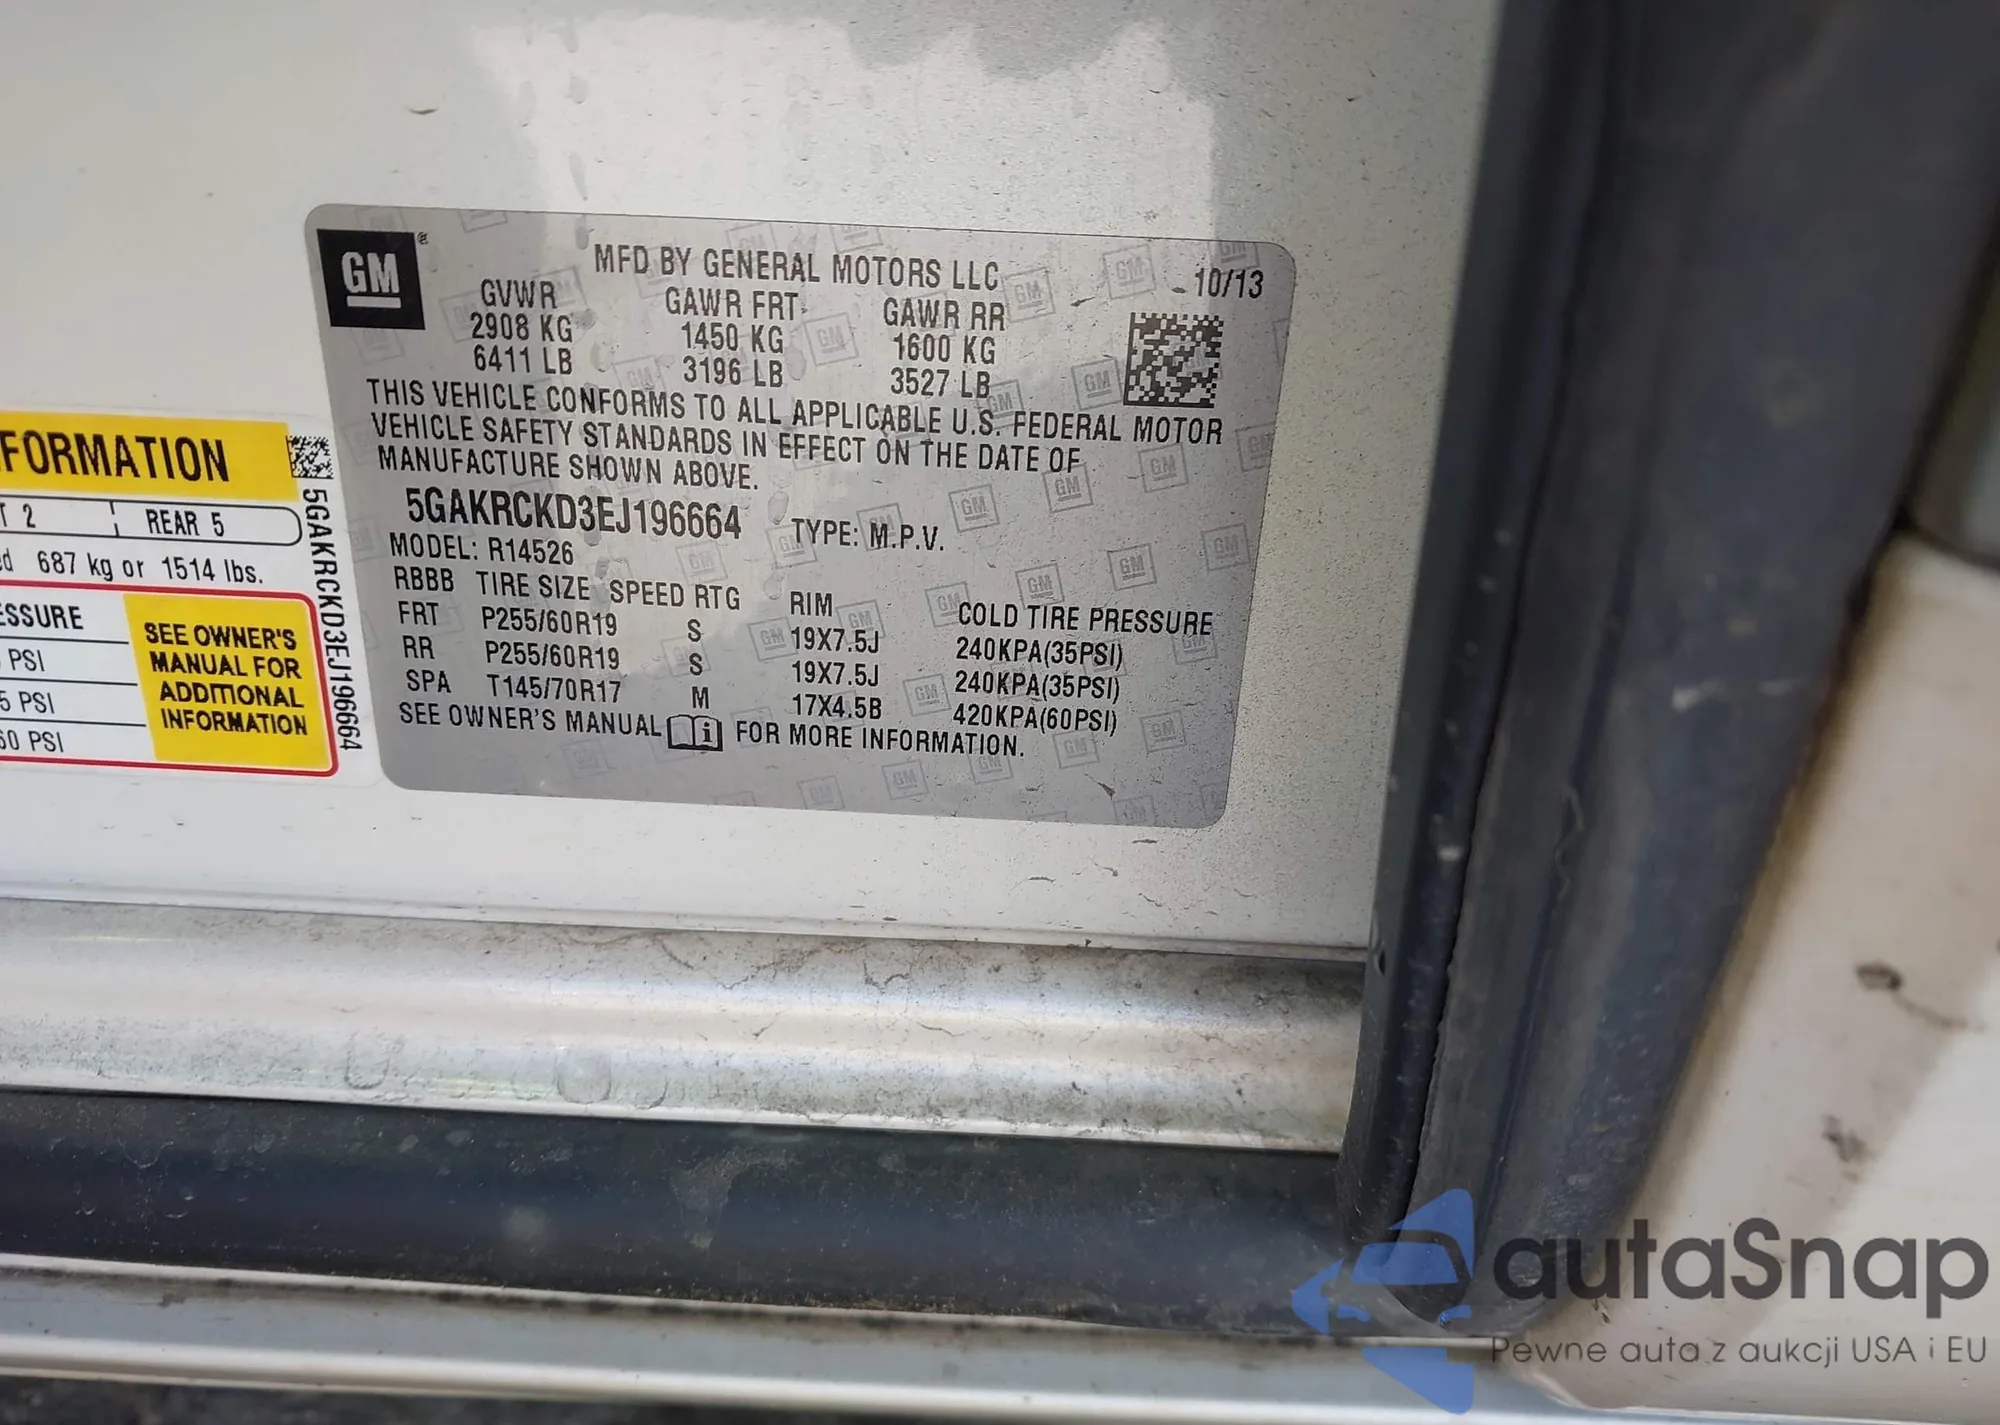 GM
MFD BY GENERAL MOTORS LLC 10/13
GVWR GAWR FRT GAWR RR
2908 KG 1450 KG 1600 KG
6411 LB 3196 LB 3527 LB
THIS VEHICLE CONFORMS TO ALL APPLICABLE U.S. FEDERAL MOTOR
VEHICLE SAFETY STANDARDS IN EFFECT ON THE DATE OF
MANUFACTURE SHOWN ABOVE.
5GAKRCKD3EJ196664 TYPE: M.P.V.
MODEL: R14526
RBBB TIRE SIZE SPEED RTG RIM COLD TIRE PRESSURE
FRT P255/60R19 S 19X7.5J 240KPA(35PSI)
RR P255/60R19 S 19X7.5J 240KPA(35PSI)
SPA T145/70R17 M 17X4.5B 420KPA(60PSI)
SEE OWNER'S MANUAL FOR MORE INFORMATION.
REAR 5
687 kg or 1514 lbs.
PSI
PSI
PSI
SEE OWNER'S
MANUAL FOR
ADDITIONAL
INFORMATION
5GAKRCKD3EJ196664
autaSnap
Pewne auta z aukcji USA i EU